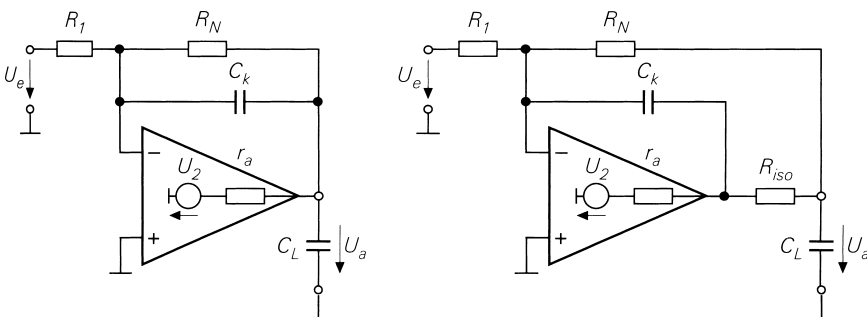 R1 RN
Ue
Ck
−
U2 ra
+
CL Ua
R1 RN
Ue
Ck
−
U2 ra
Riso
+
CL Ua